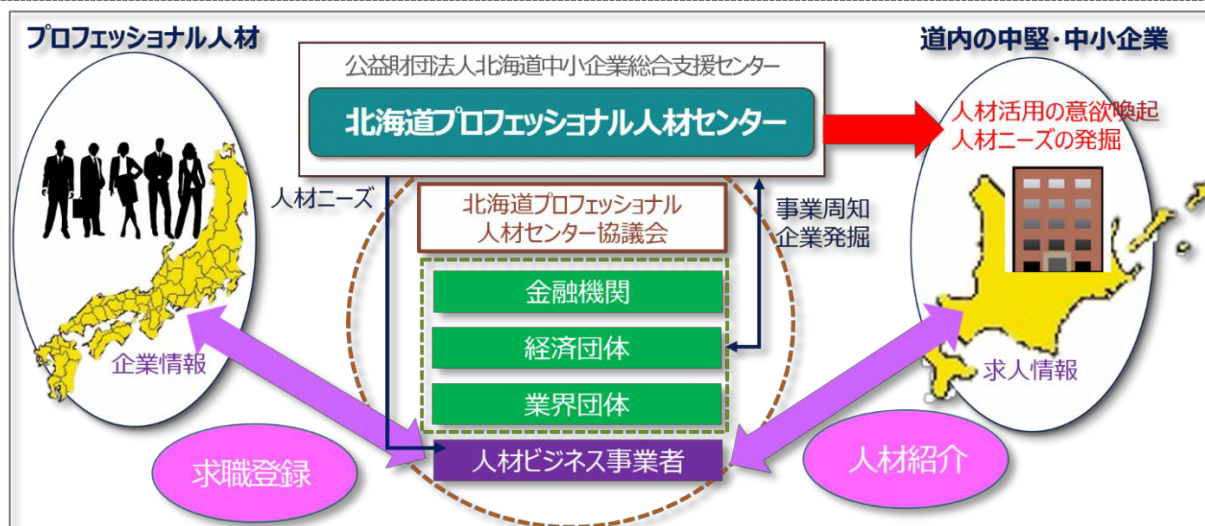 プロフェッショナル人材
公益財団法人北海道中小企業総合支援センター
北海道プロフェッショナル人材センター
道内の中堅・中小企業
人材活用の意欲喚起
人材ニーズの発掘
人材ニーズ
北海道プロフェッショナル
人材センター協議会
事業周知
企業発掘
金融機関
経済団体
業界団体
人材ビジネス事業者
企業情報
求人情報
求職登録
人材紹介